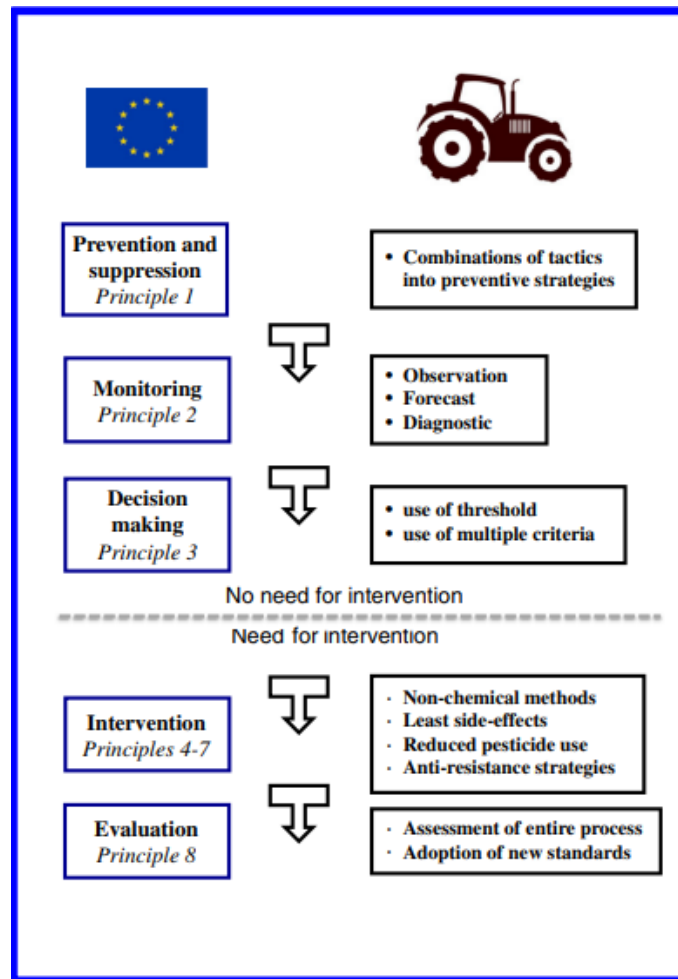 Prevention and
suppression
Principle 1
• Combinations of tactics
into preventive strategies
Monitoring
Principle 2
• Observation
• Forecast
• Diagnostic
Decision
making
Principle 3
• use of threshold
• use of multiple criteria
No need for intervention
Need for intervention
Intervention
Principles 4-7
· Non-chemical methods
· Least side-effects
· Reduced pesticide use
· Anti-resistance strategies
Evaluation
Principle 8
· Assessment of entire process
· Adoption of new standards